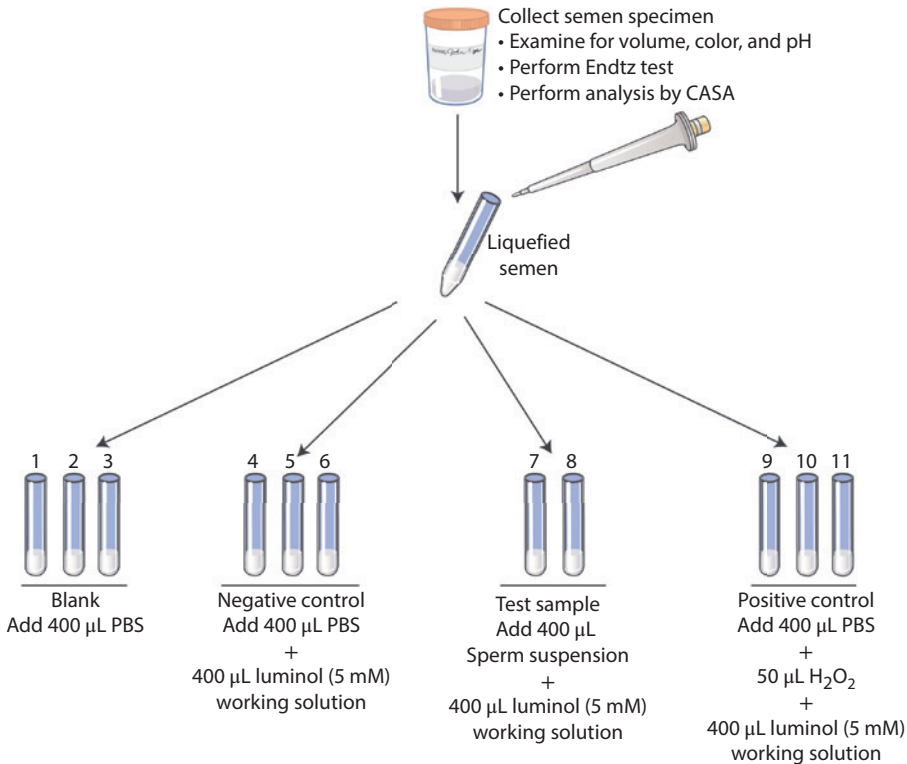 Collect semen specimen
• Examine for volume, color, and pH
• Perform Endtz test
• Perform analysis by CASA
Liquefied
semen
1 2 3
Blank
Add 400 μL PBS
4 5 6
Negative control
Add 400 μL PBS
+
400 μL luminol (5 mM)
working solution
7 8
Test sample
Add 400 μL
Sperm suspension
+
400 μL luminol (5 mM)
working solution
9 10 11
Positive control
Add 400 μL PBS
+
50 μL H₂O₂
+
400 μL luminol (5 mM)
working solution